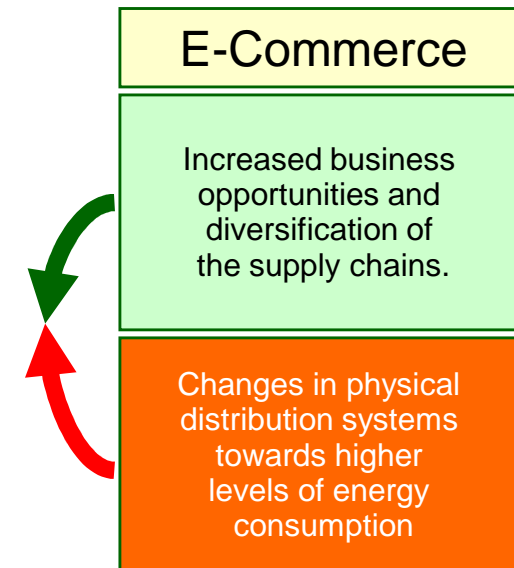 E-Commerce
Increased business
opportunities and
diversification of
the supply chains.
Changes in physical
distribution systems
towards higher
levels of energy
consumption